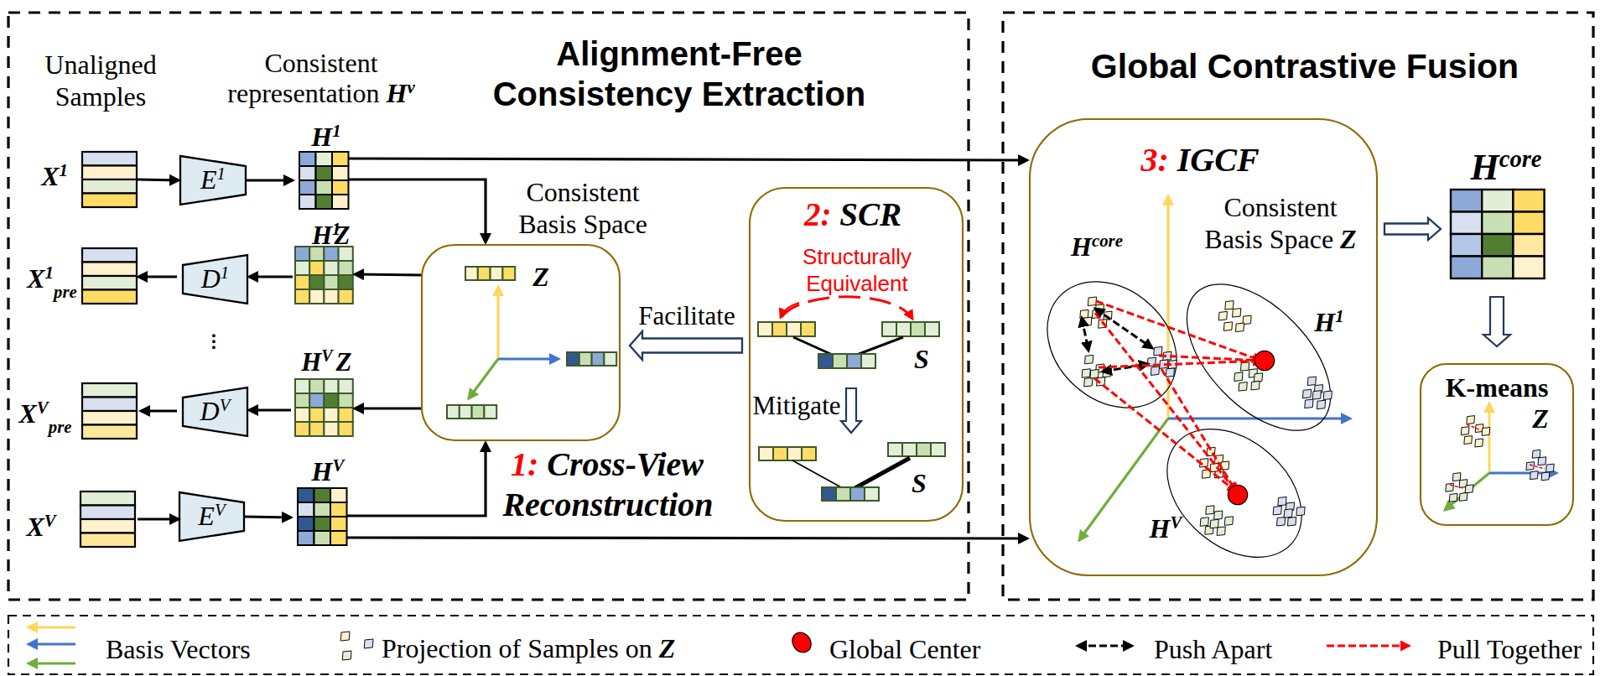 Alignment-Free
Consistency Extraction
Unaligned
Samples
Consistent
representation H^v
X^1
E^1
H^1
X^1_pre
D^1
H^1Z
⋮
X^V_pre
D^V
H^V Z
X^V
E^V
H^V
Consistent
Basis Space
Z
1: Cross-View
Reconstruction
Facilitate
2: SCR
Structurally
Equivalent
S
Mitigate
S
Global Contrastive Fusion
3: IGCF
Consistent
Basis Space Z
H^core
H^1
H^V
H^core
K-means
Z
Basis Vectors
Projection of Samples on Z
Global Center
Push Apart
Pull Together